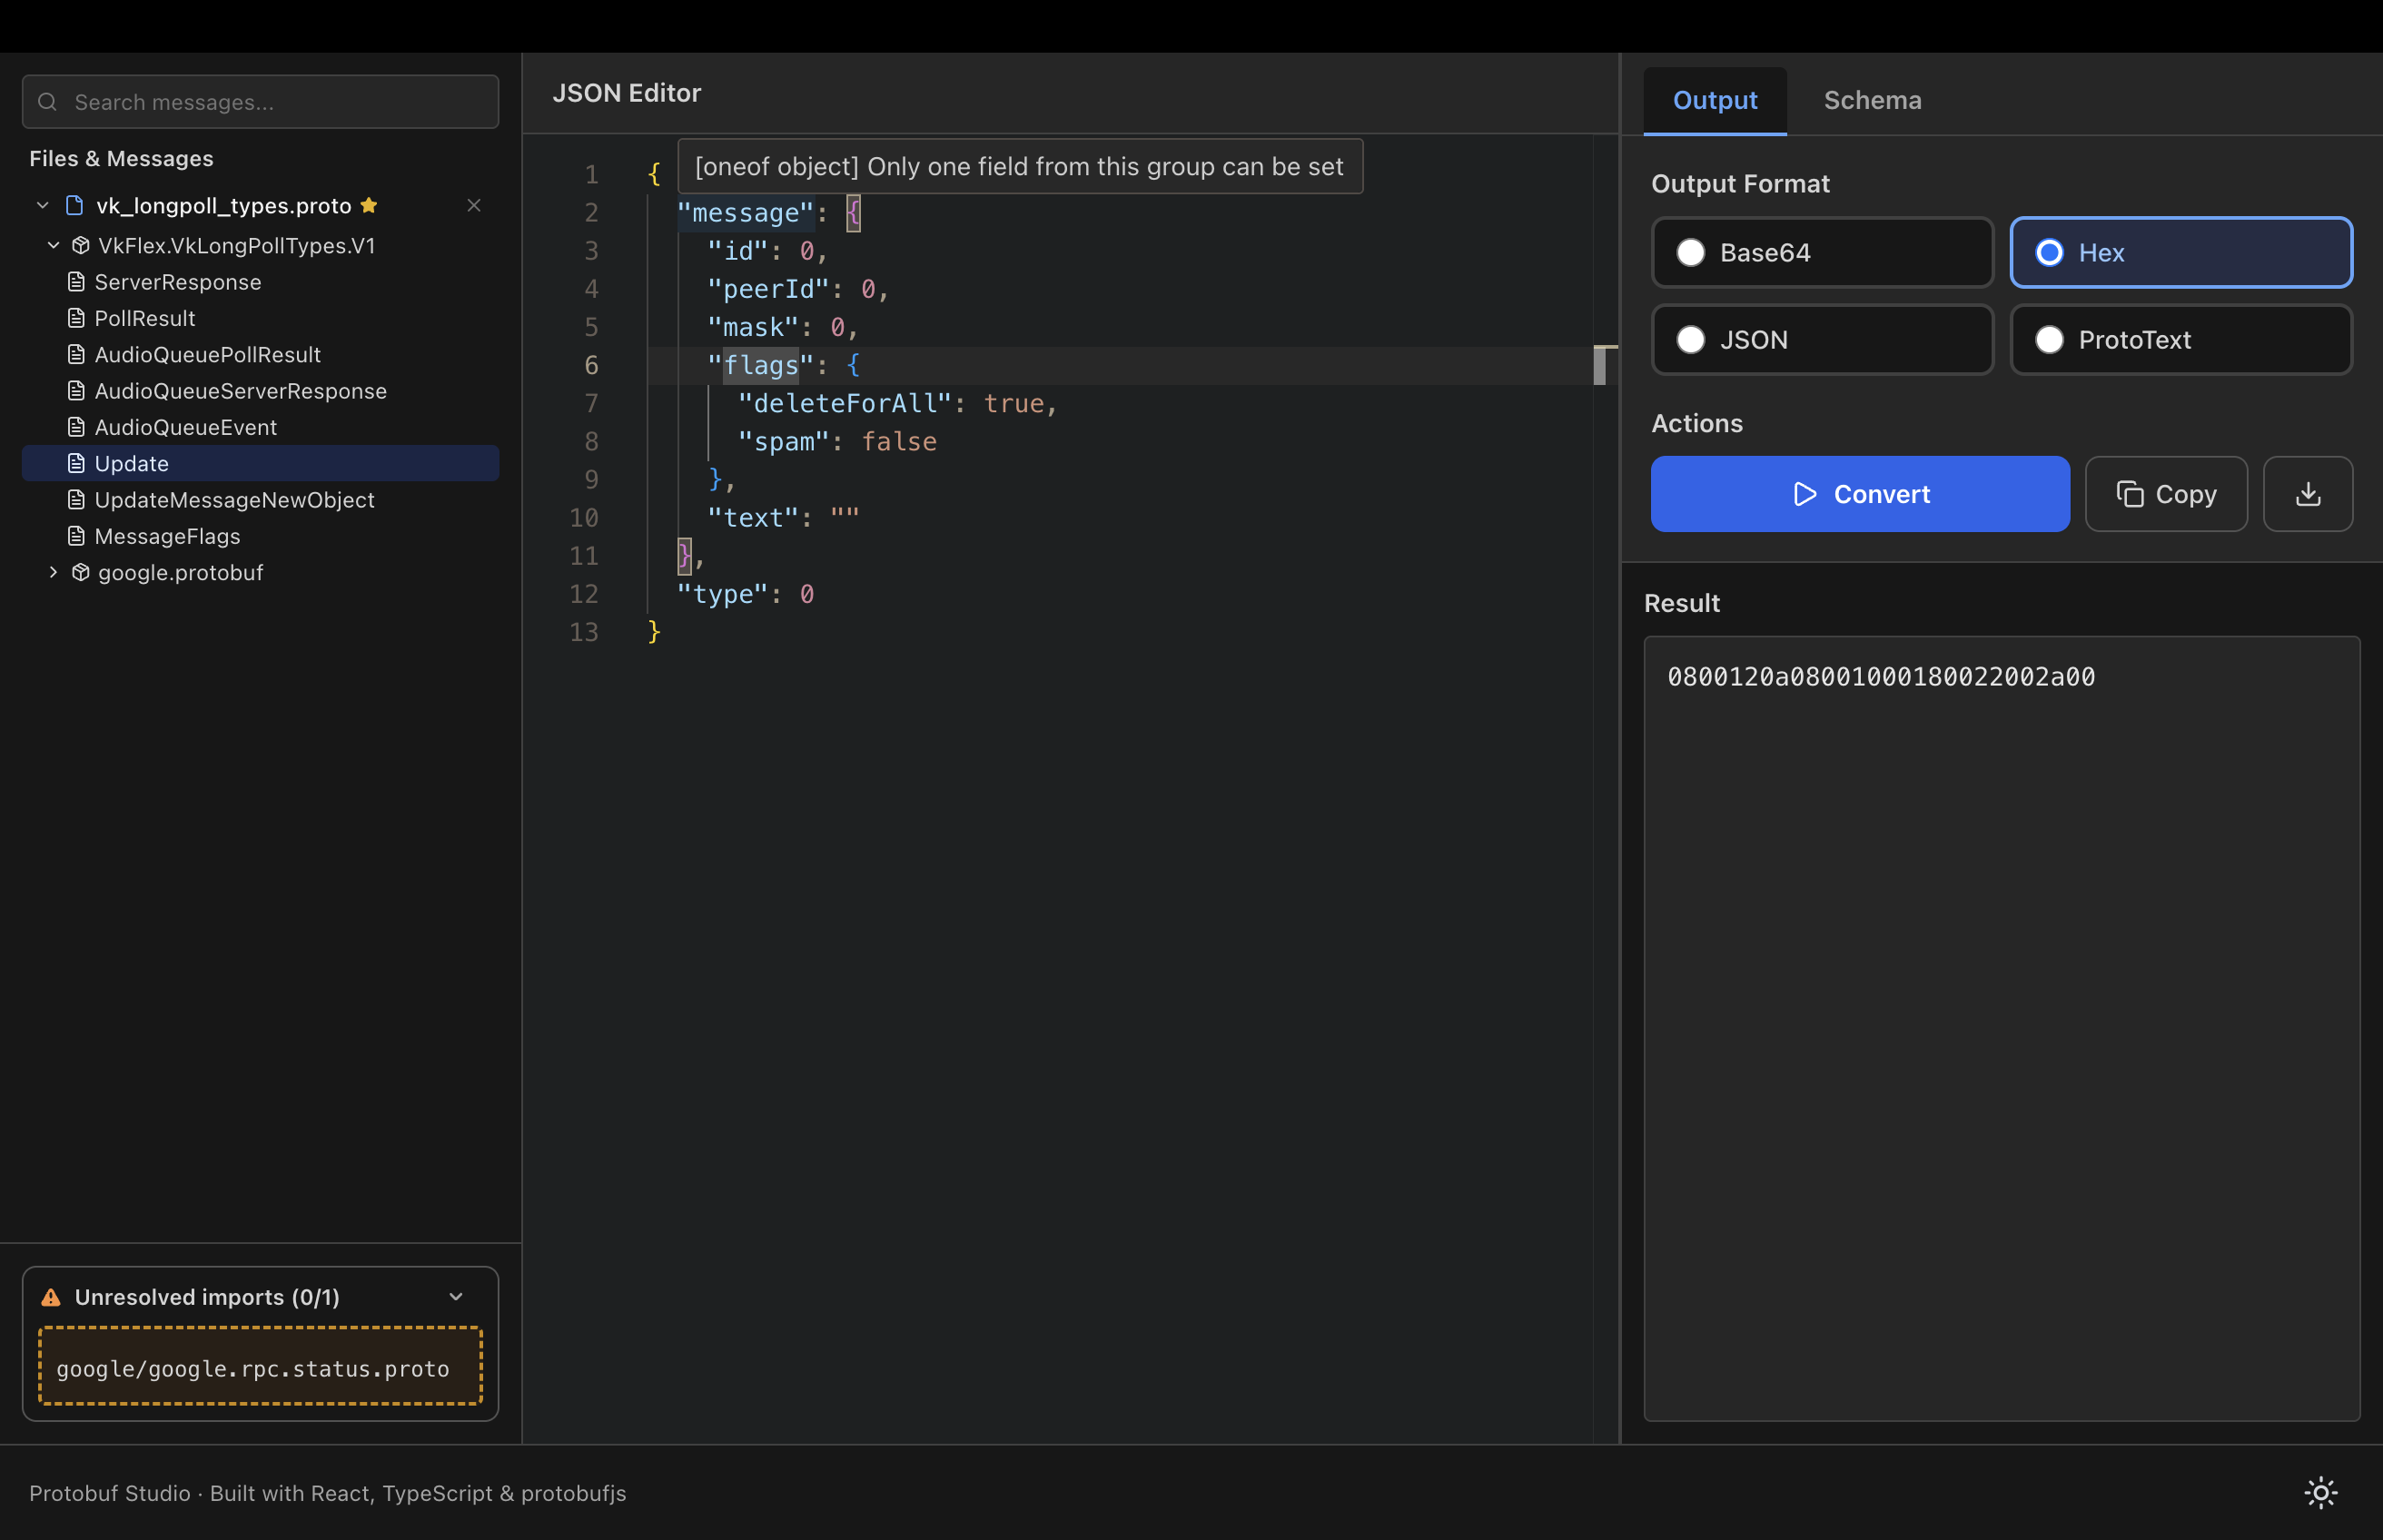 Search messages...
Files & Messages
vk_longpoll_types.proto
VkFlex.VkLongPollTypes.V1
ServerResponse
PollResult
AudioQueuePollResult
AudioQueueServerResponse
AudioQueueEvent
Update
UpdateMessageNewObject
MessageFlags
google.protobuf
Unresolved imports (0/1)
google/google.rpc.status.proto
JSON Editor
[oneof object] Only one field from this group can be set
1 {
2 "message": {
3 "id": 0,
4 "peerId": 0,
5 "mask": 0,
6 "flags": {
7 "deleteForAll": true,
8 "spam": false
9 },
10 "text": ""
11 },
12 "type": 0
13 }
Output Schema
Output Format
Base64 Hex
JSON ProtoText
Actions
Convert Copy
Result
0800120a08001000180022002a00
Protobuf Studio · Built with React, TypeScript & protobufjs